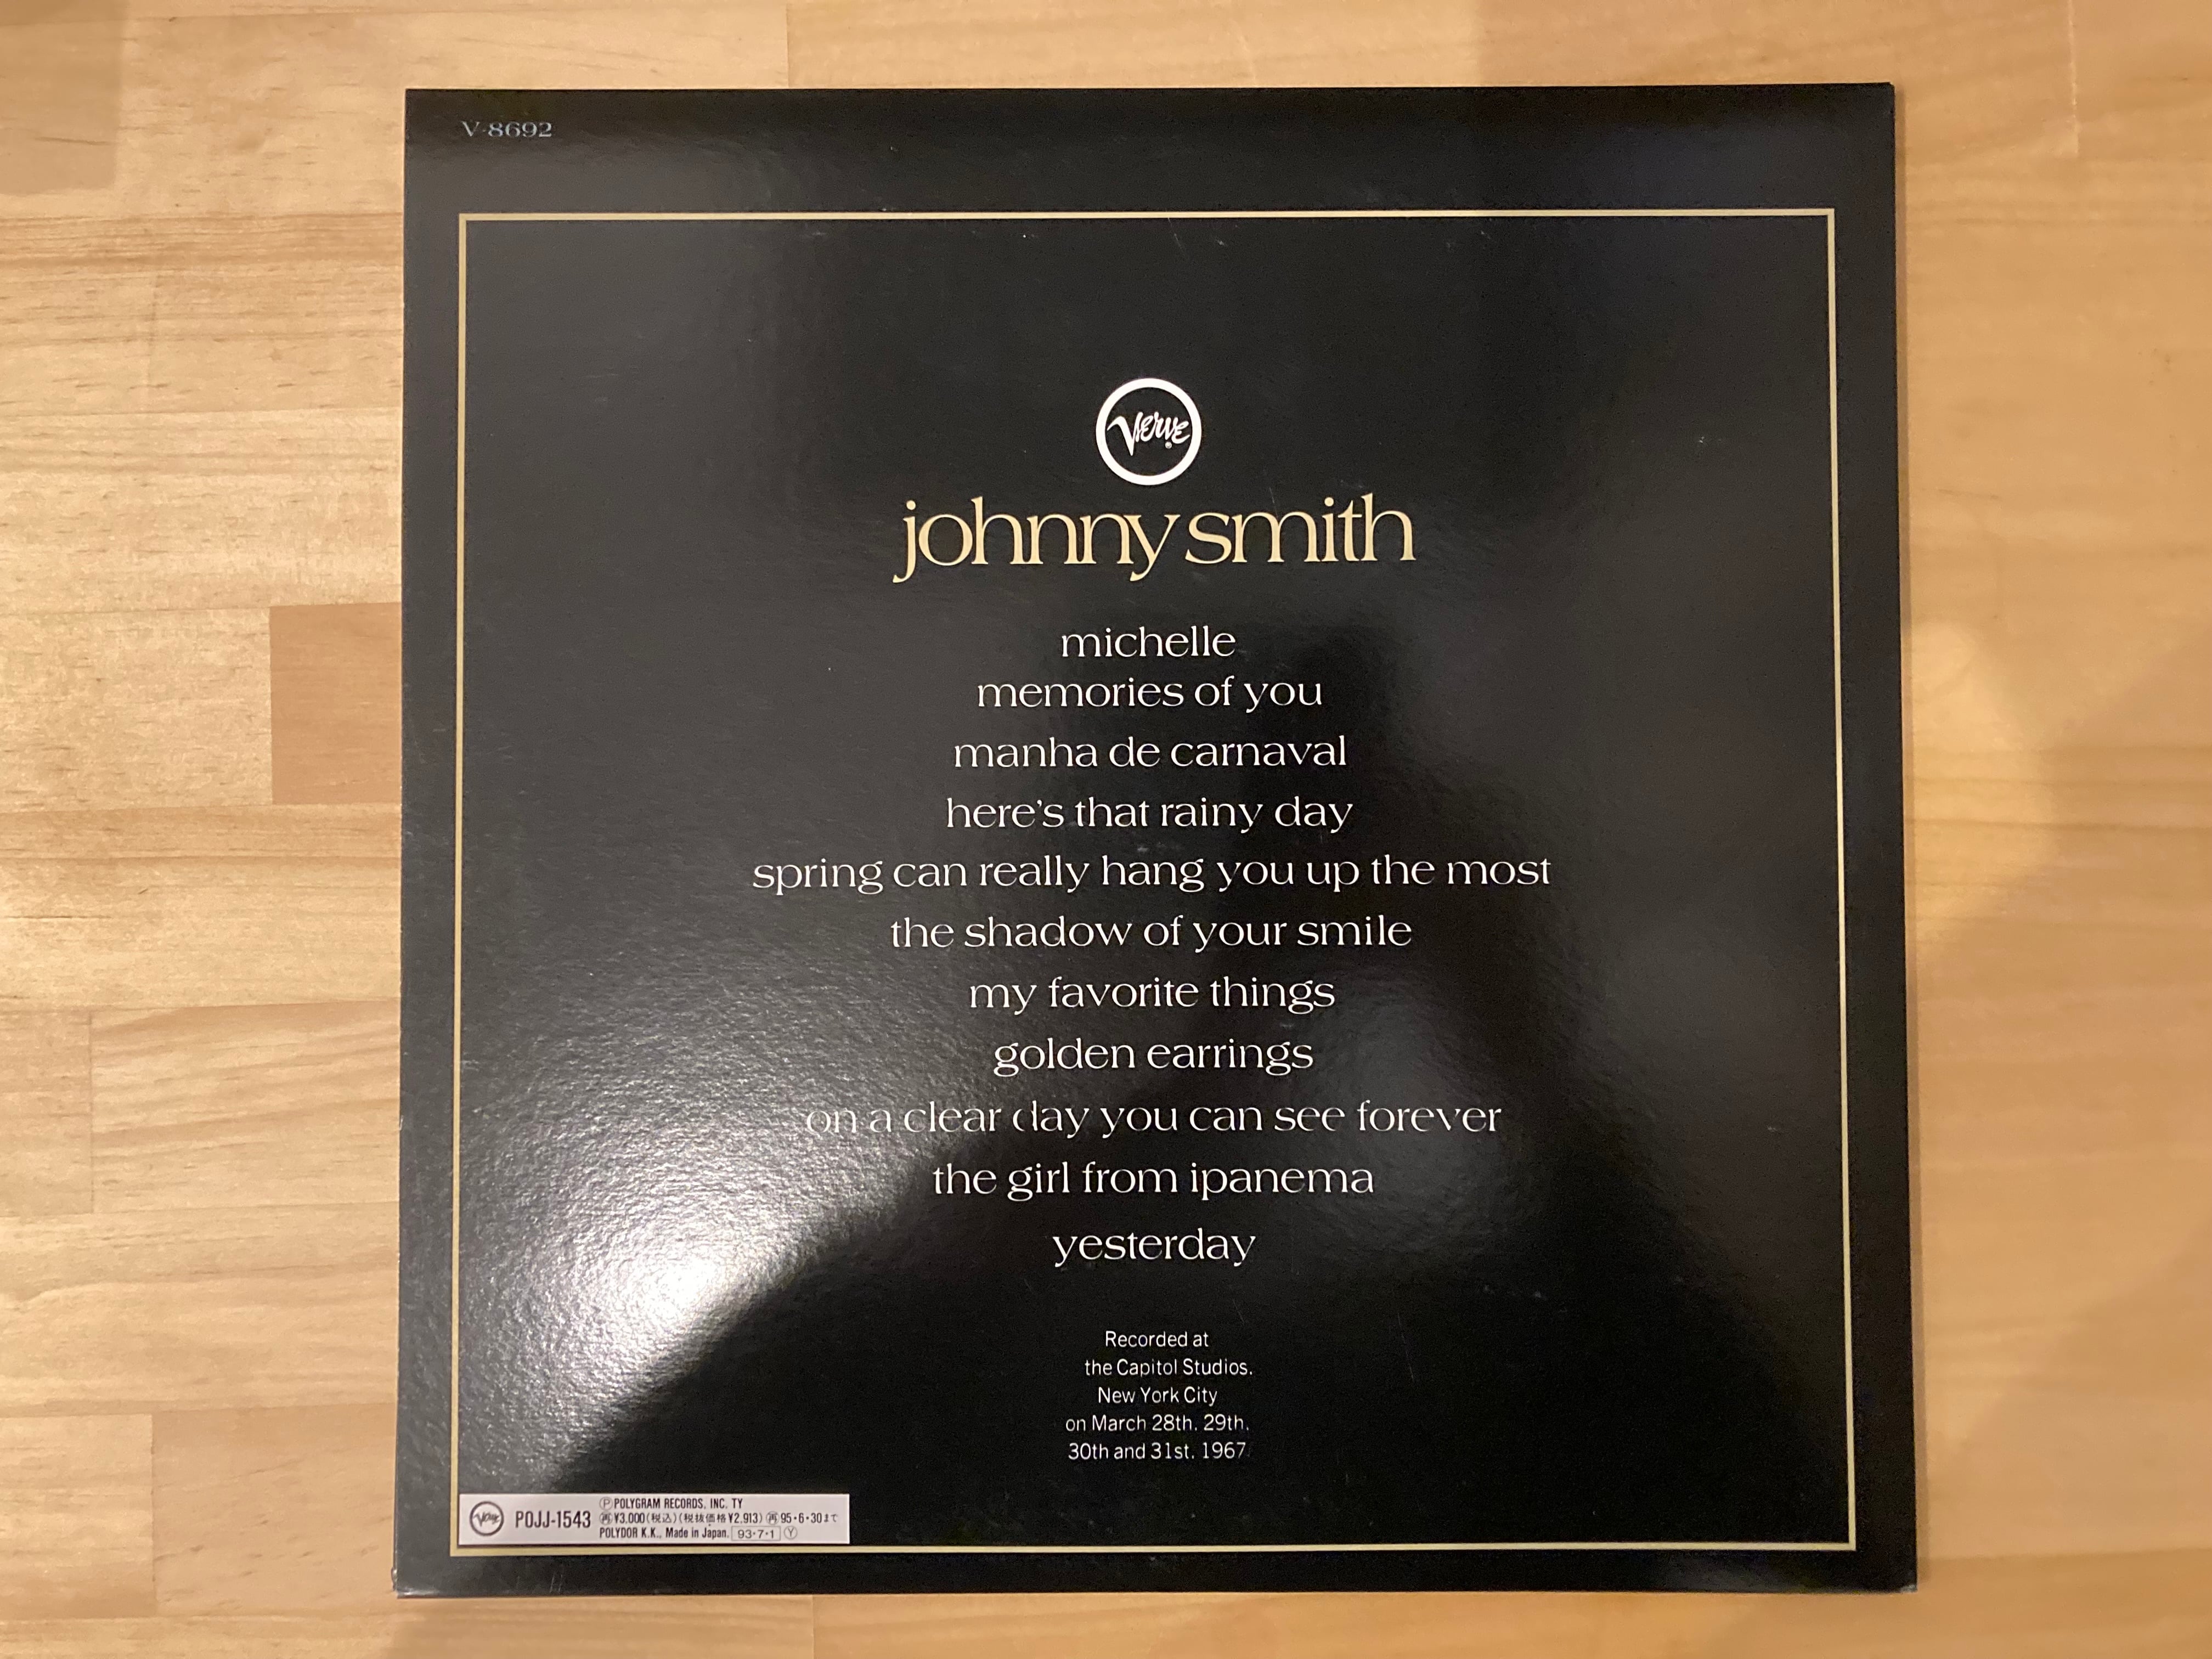 V-8692
Verve
johnny smith
michelle
memories of you
manha de carnaval
here's that rainy day
spring can really hang you up the most
the shadow of your smile
my favorite things
golden earrings
on a clear day you can see forever
the girl from ipanema
yesterday
Recorded at
the Capitol Studios.
New York City
on March 28th. 29th.
30th and 31st. 1967.
Verve POJJ-1543
Ⓟ POLYGRAM RECORDS, INC. TY
㊢¥3,000(税込)(税抜価格¥2,913)㊢95・6・30まで
POLYDOR K.K., Made in Japan. 93・7・1 Ⓨ